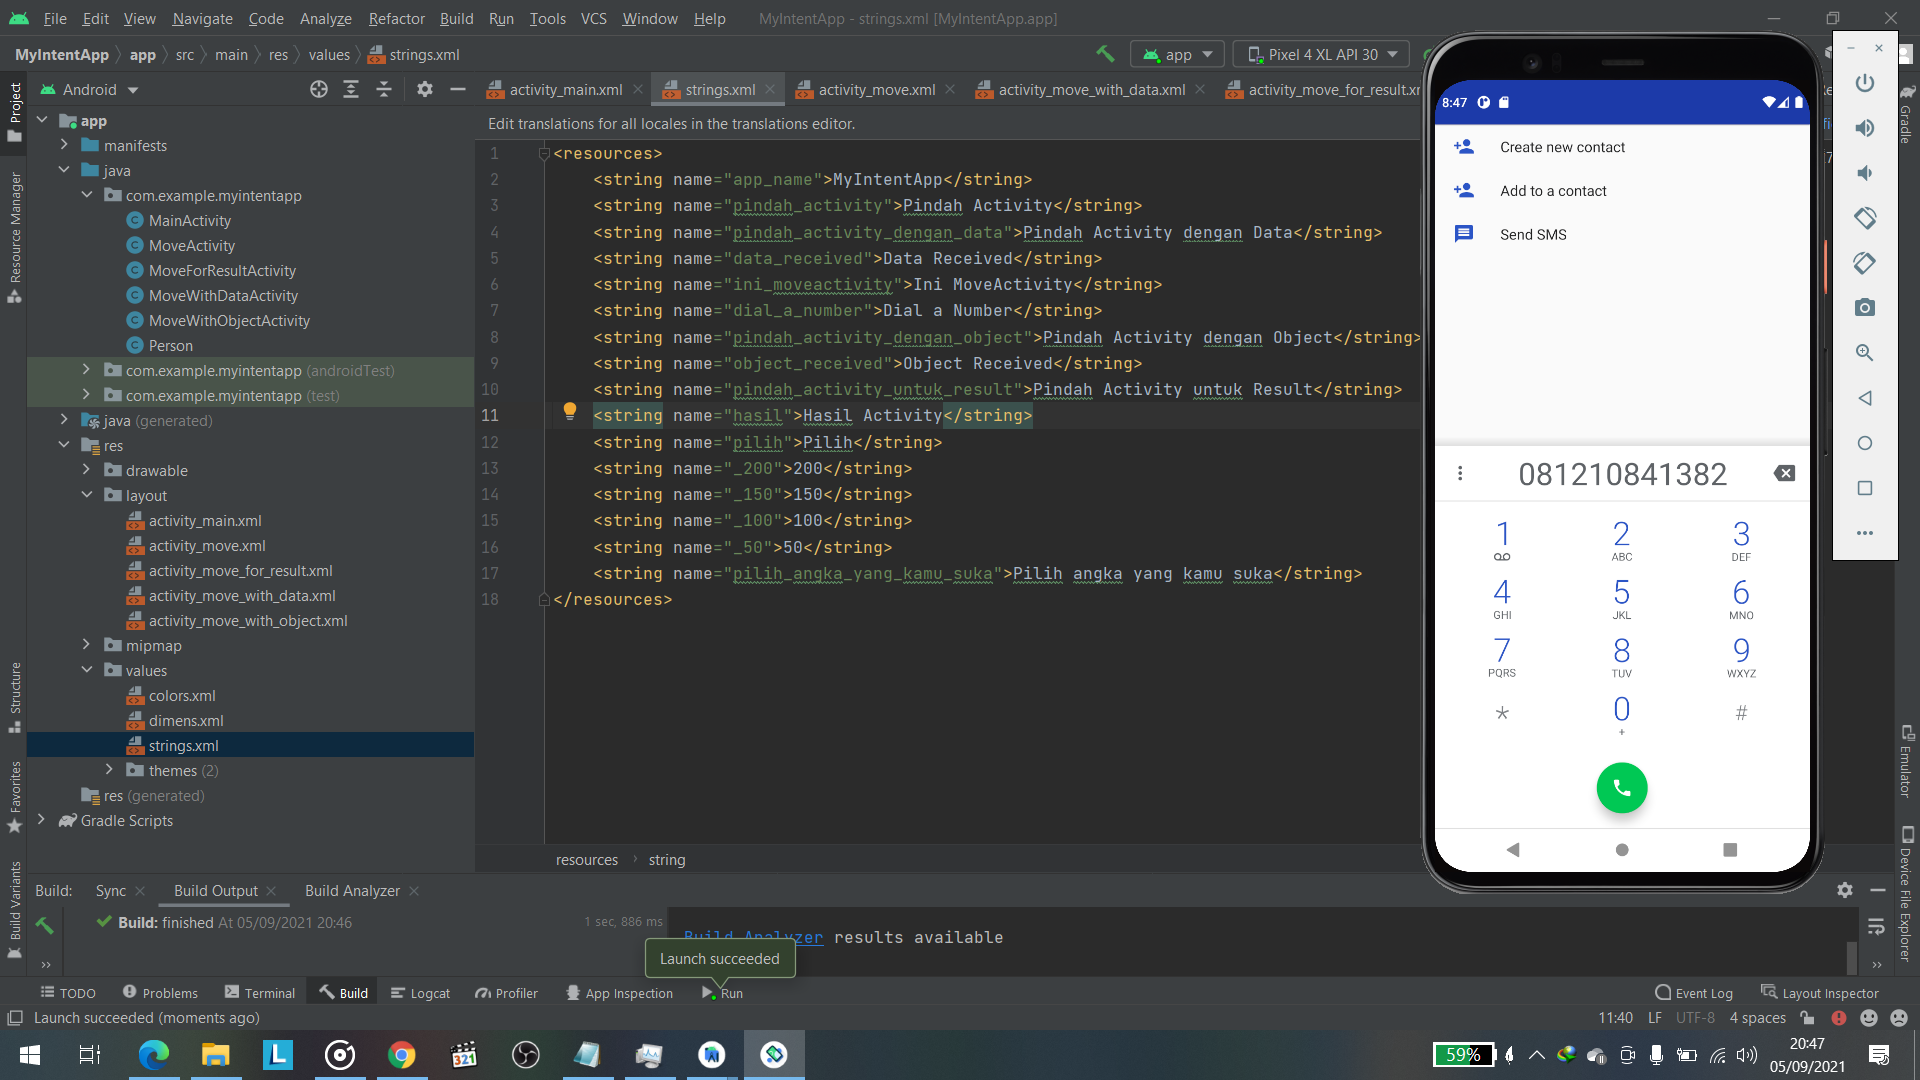 File Edit View Navigate Code Analyze Refactor Build Run Tools VCS Window Help MyIntentApp - strings.xml [MyIntentApp.app]
MyIntentApp app src main res values strings.xml app Pixel 4 XL API 30
Android activity_main.xml strings.xml activity_move.xml activity_move_with_data.xml activity_move_for_result.xm
Edit translations for all locales in the translations editor.
Project
Resource Manager
Structure
Favorites
Build Variants
app
manifests
java
com.example.myintentapp
MainActivity
MoveActivity
MoveForResultActivity
MoveWithDataActivity
MoveWithObjectActivity
Person
com.example.myintentapp (androidTest)
com.example.myintentapp (test)
java (generated)
res
drawable
layout
activity_main.xml
activity_move.xml
activity_move_for_result.xml
activity_move_with_data.xml
activity_move_with_object.xml
mipmap
values
colors.xml
dimens.xml
strings.xml
themes (2)
res (generated)
Gradle Scripts
1 <resources>
2 <string name="app_name">MyIntentApp</string>
3 <string name="pindah_activity">Pindah Activity</string>
4 <string name="pindah_activity_dengan_data">Pindah Activity dengan Data</string>
5 <string name="data_received">Data Received</string>
6 <string name="ini_moveactivity">Ini MoveActivity</string>
7 <string name="dial_a_number">Dial a Number</string>
8 <string name="pindah_activity_dengan_object">Pindah Activity dengan Object</string>
9 <string name="object_received">Object Received</string>
10 <string name="pindah_activity_untuk_result">Pindah Activity untuk Result</string>
11 <string name="hasil">Hasil Activity</string>
12 <string name="pilih">Pilih</string>
13 <string name="_200">200</string>
14 <string name="_150">150</string>
15 <string name="_100">100</string>
16 <string name="_50">50</string>
17 <string name="pilih_angka_yang_kamu_suka">Pilih angka yang kamu suka</string>
18 </resources>
resources string
8:47
Create new contact
Add to a contact
Send SMS
081210841382
1 2 3
ABC DEF
4 5 6
GHI JKL MNO
7 8 9
PQRS TUV WXYZ
* 0 #
+
Gradle
Emulator
Device File Explorer
Build: Sync Build Output Build Analyzer
Build: finished At 05/09/2021 20:46 1 sec, 886 ms
Build Analyzer results available
Launch succeeded
TODO Problems Terminal Build Logcat Profiler App Inspection Run Event Log Layout Inspector
Launch succeeded (moments ago) 11:40 LF UTF-8 4 spaces
L 321 59% 20:47
05/09/2021